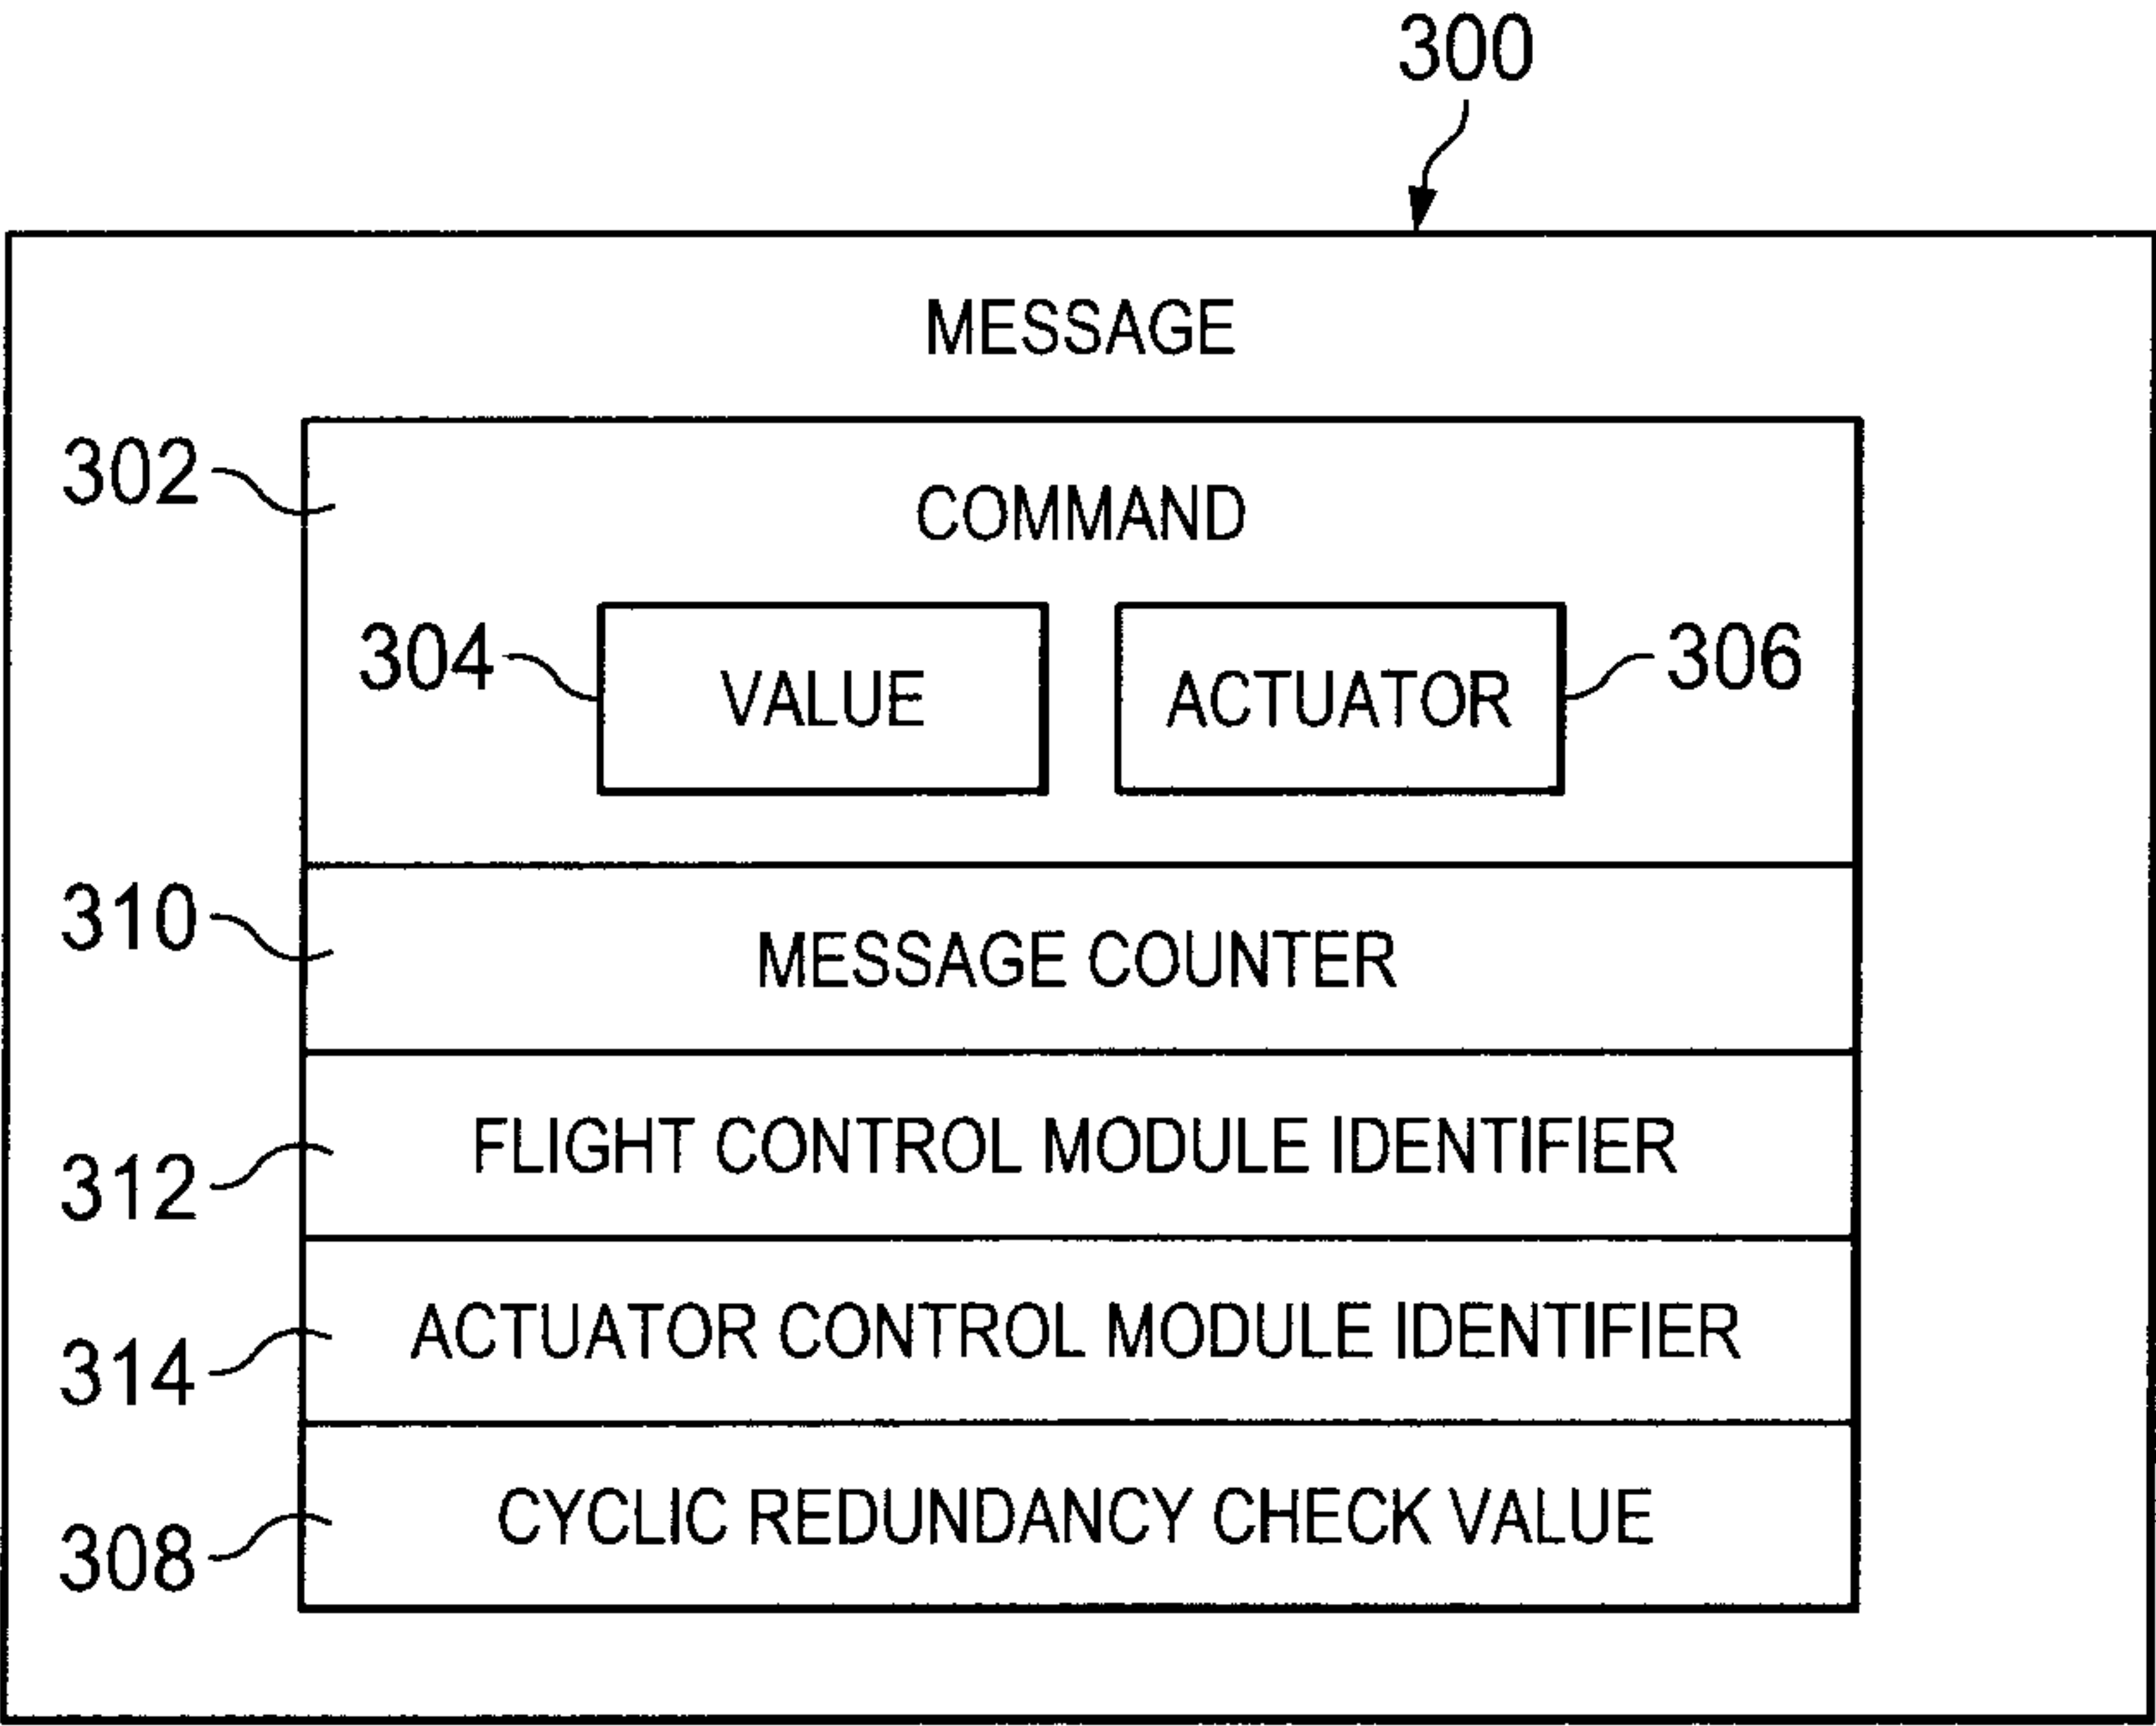 300
MESSAGE
302
COMMAND
304 VALUE ACTUATOR 306
310 MESSAGE COUNTER
312 FLIGHT CONTROL MODULE IDENTIFIER
314 ACTUATOR CONTROL MODULE IDENTIFIER
308 CYCLIC REDUNDANCY CHECK VALUE